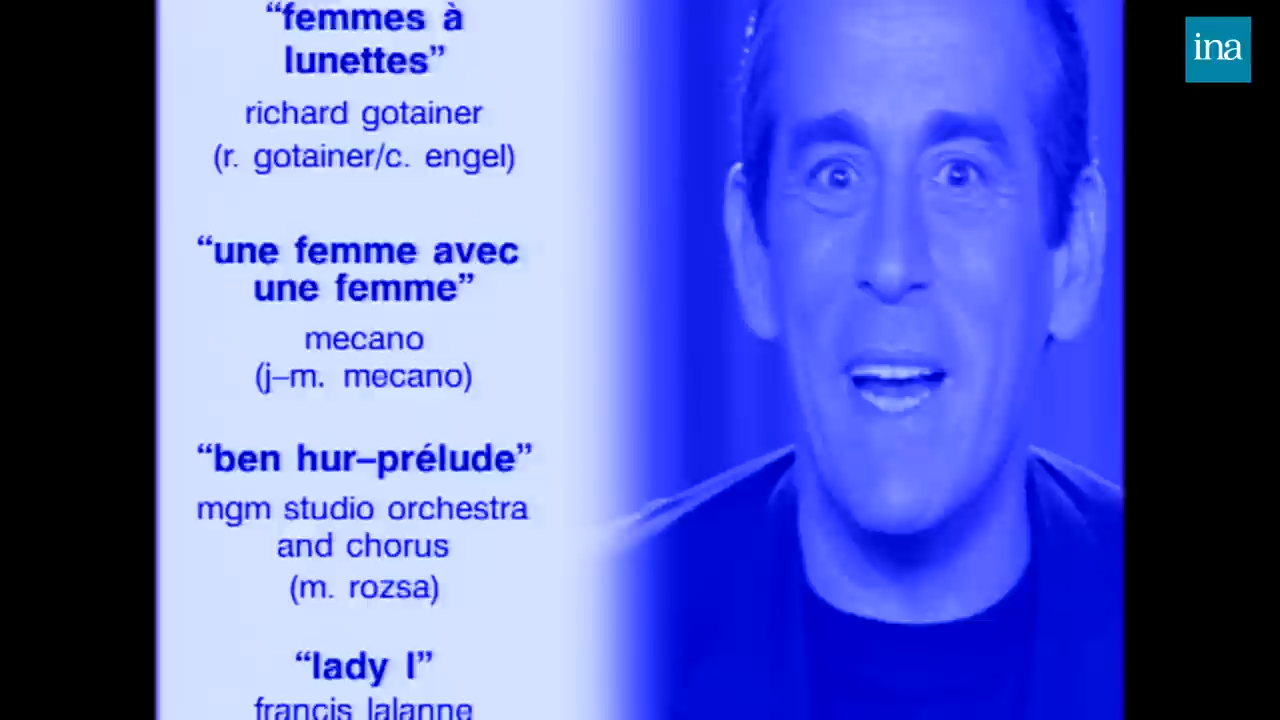 “femmes à
lunettes”
richard gotainer
(r. gotainer/c. engel)
“une femme avec
une femme”
mecano
(j–m. mecano)
“ben hur–prélude”
mgm studio orchestra
and chorus
(m. rozsa)
“lady l”
francis lalanne
ina